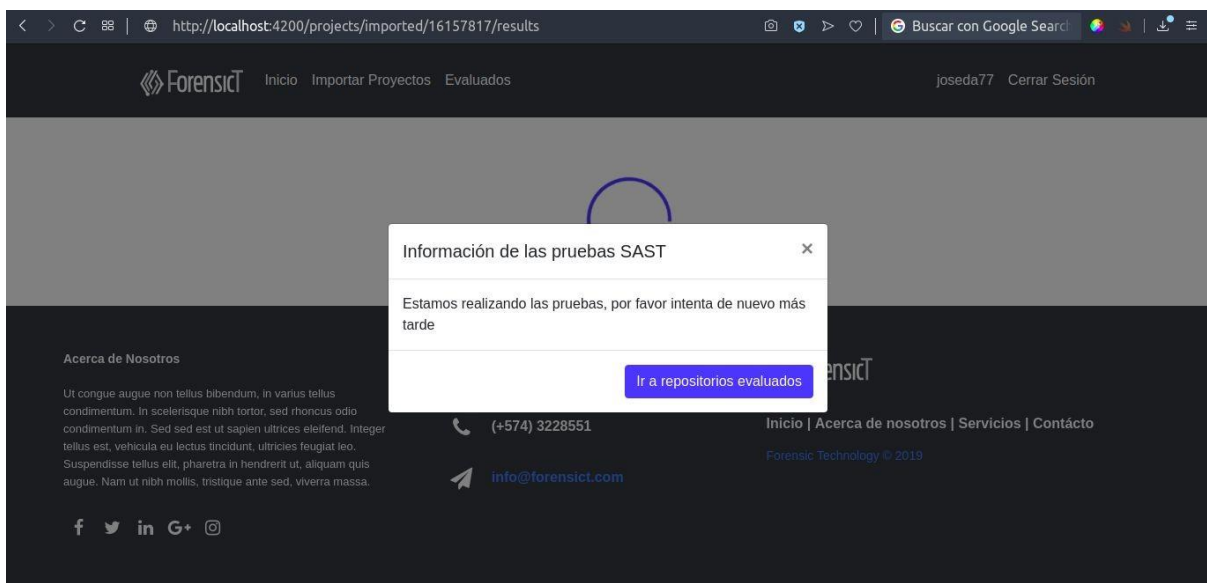 http://localhost:4200/projects/imported/16157817/results
Buscar con Google Search
ForensicT
Inicio Importar Proyectos Evaluados
joseda77 Cerrar Sesión
Información de las pruebas SAST
×
Estamos realizando las pruebas, por favor intenta de nuevo más
tarde
Ir a repositorios evaluados
Acerca de Nosotros
Ut congue augue non tellus bibendum, in varius tellus
condimentum. In scelerisque nibh tortor, sed rhoncus odio
condimentum in. Sed sed est ut sapien ultrices eleifend. Integer
tellus est, vehicula eu lectus tincidunt, ultricies feugiat leo.
Suspendisse tellus elit, pharetra in hendrerit ut, aliquam quis
augue. Nam ut nibh mollis, tristique ante sed, viverra massa.
(+574) 3228551
info@forensict.com
ensicT
Inicio | Acerca de nosotros | Servicios | Contácto
Forensic Technology © 2019